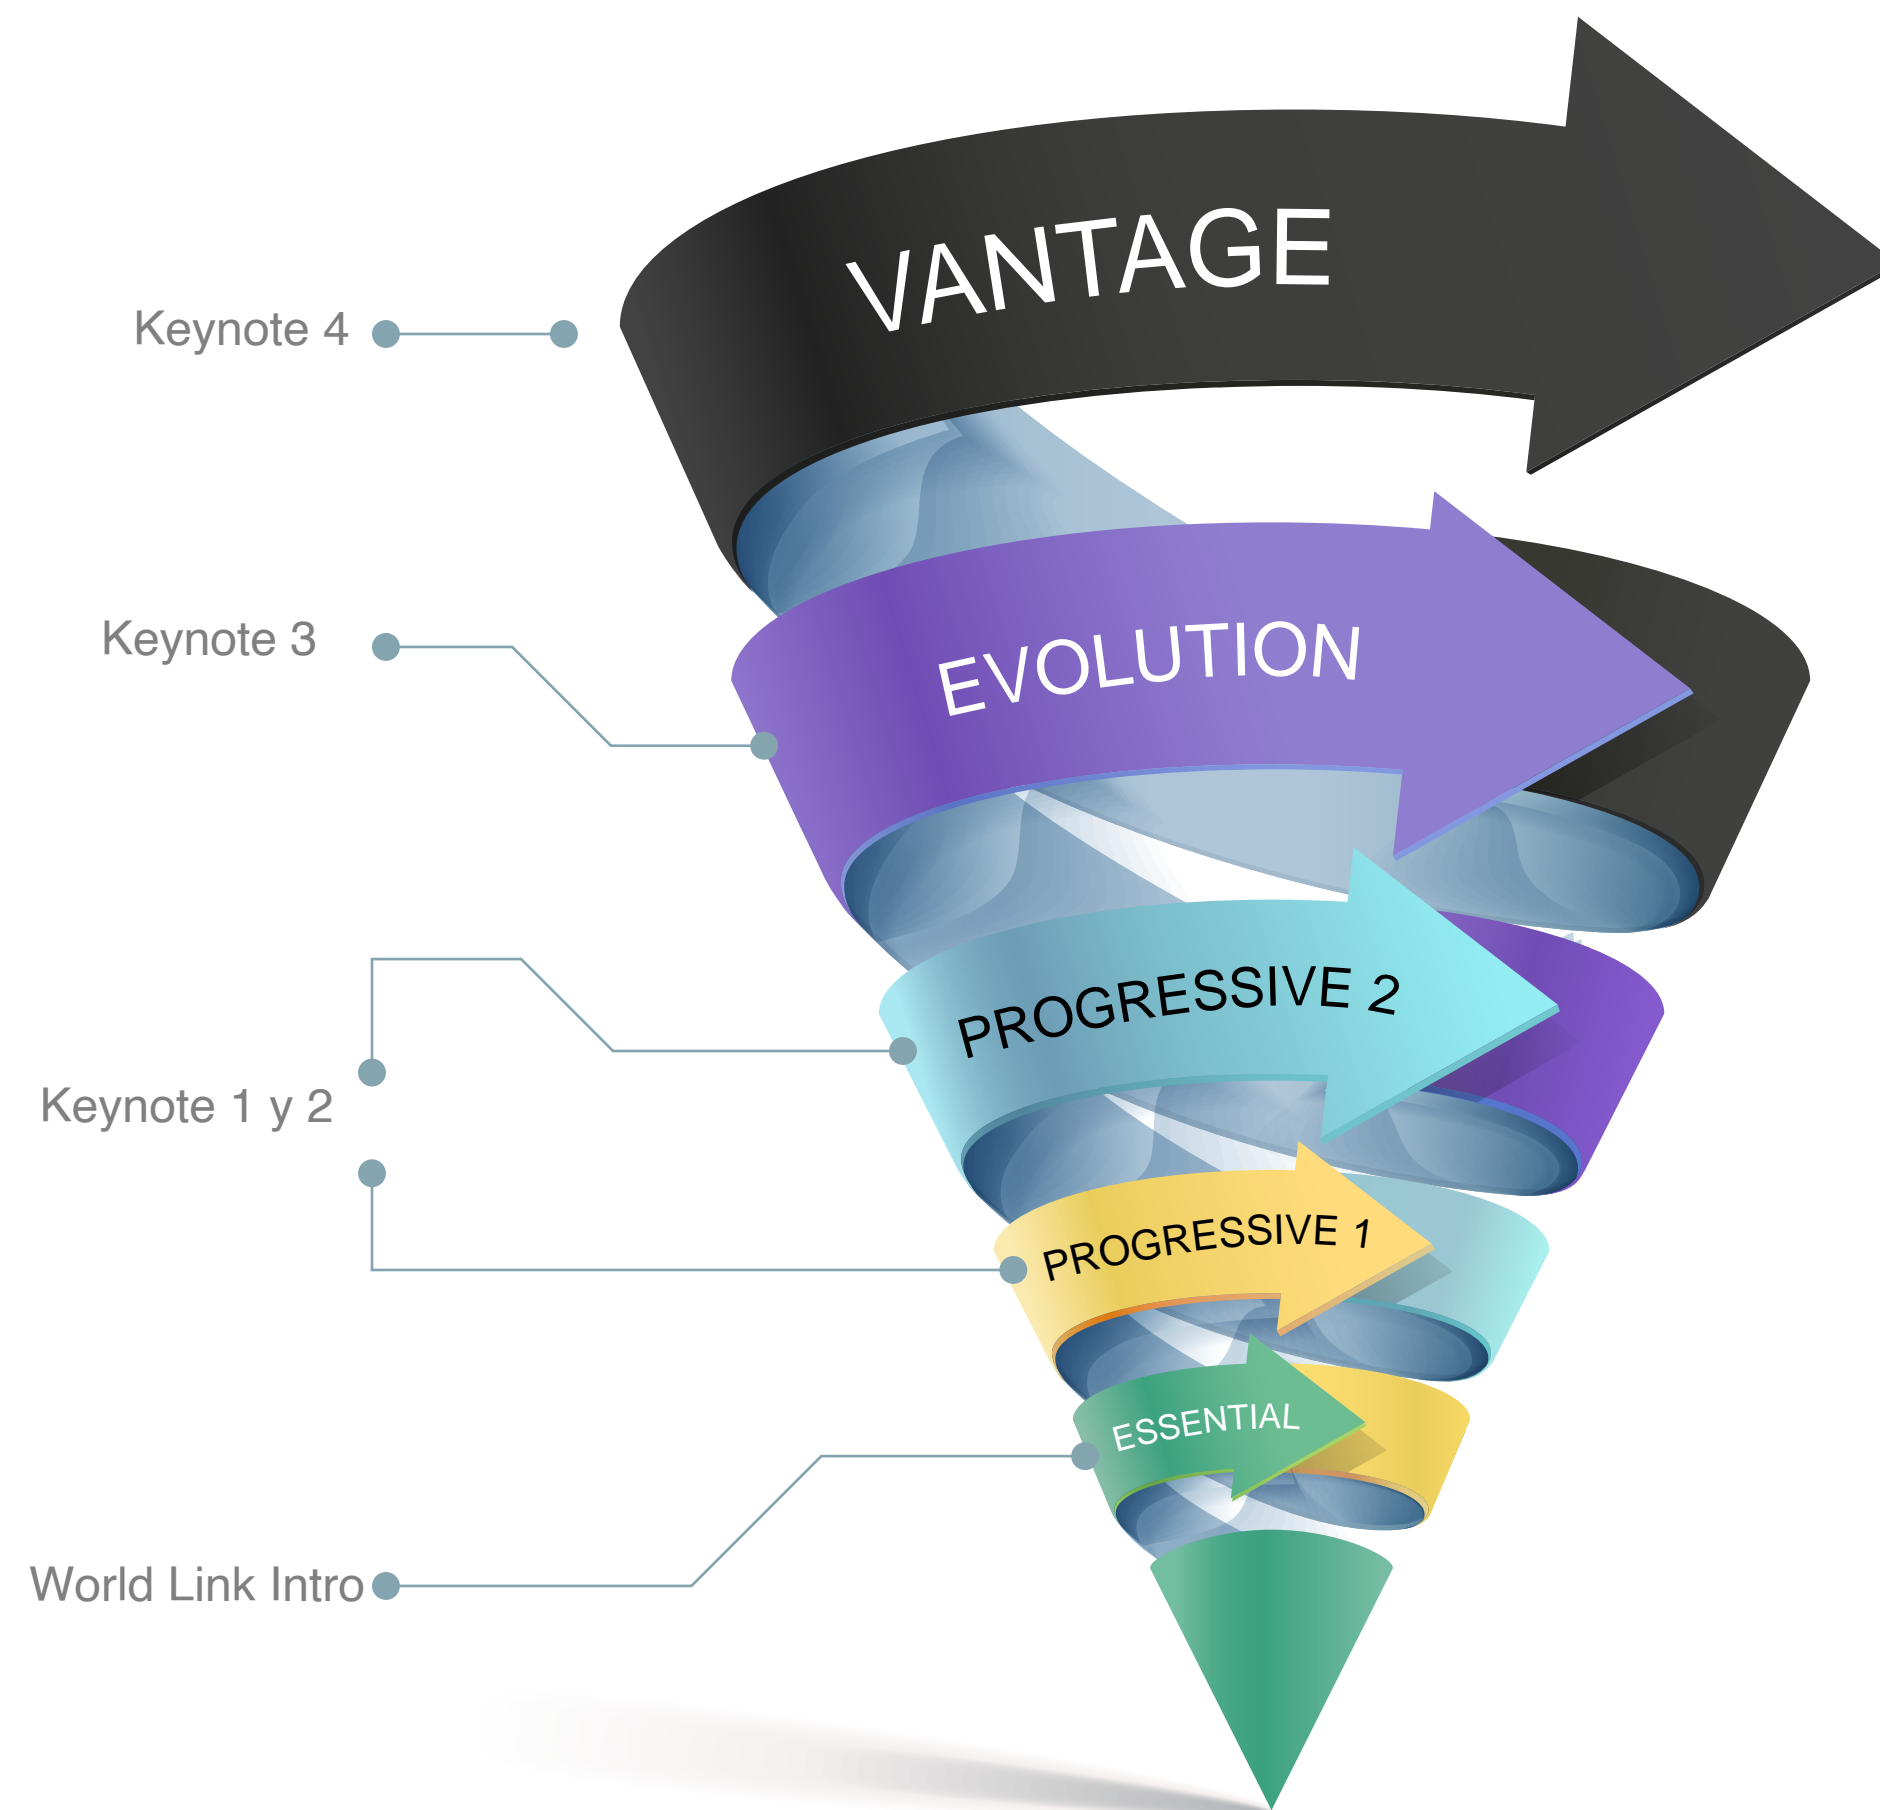 VANTAGE
Keynote 4
EVOLUTION
Keynote 3
PROGRESSIVE 2
Keynote 1 y 2
PROGRESSIVE 1
ESSENTIAL
World Link Intro